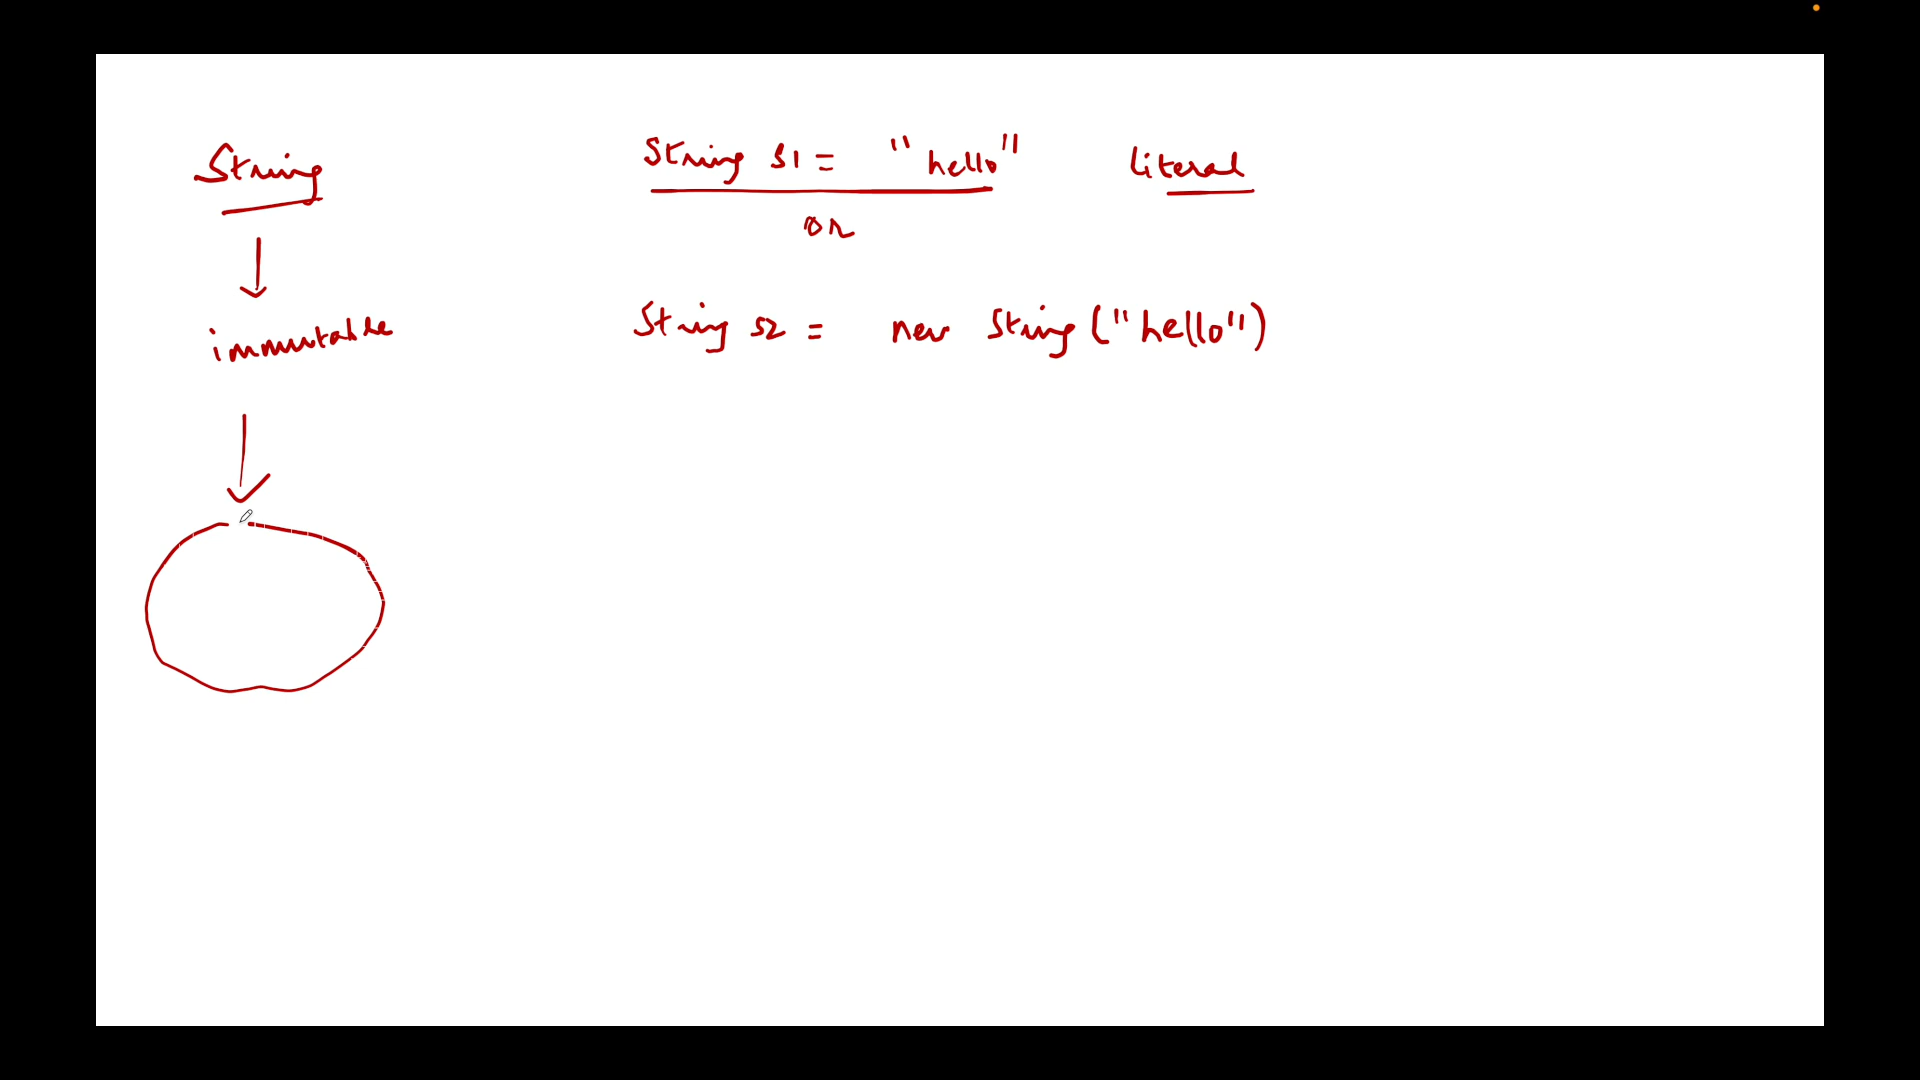 String
immutable
String s1 = "hello" literal
or
String s2 = new String("hello")